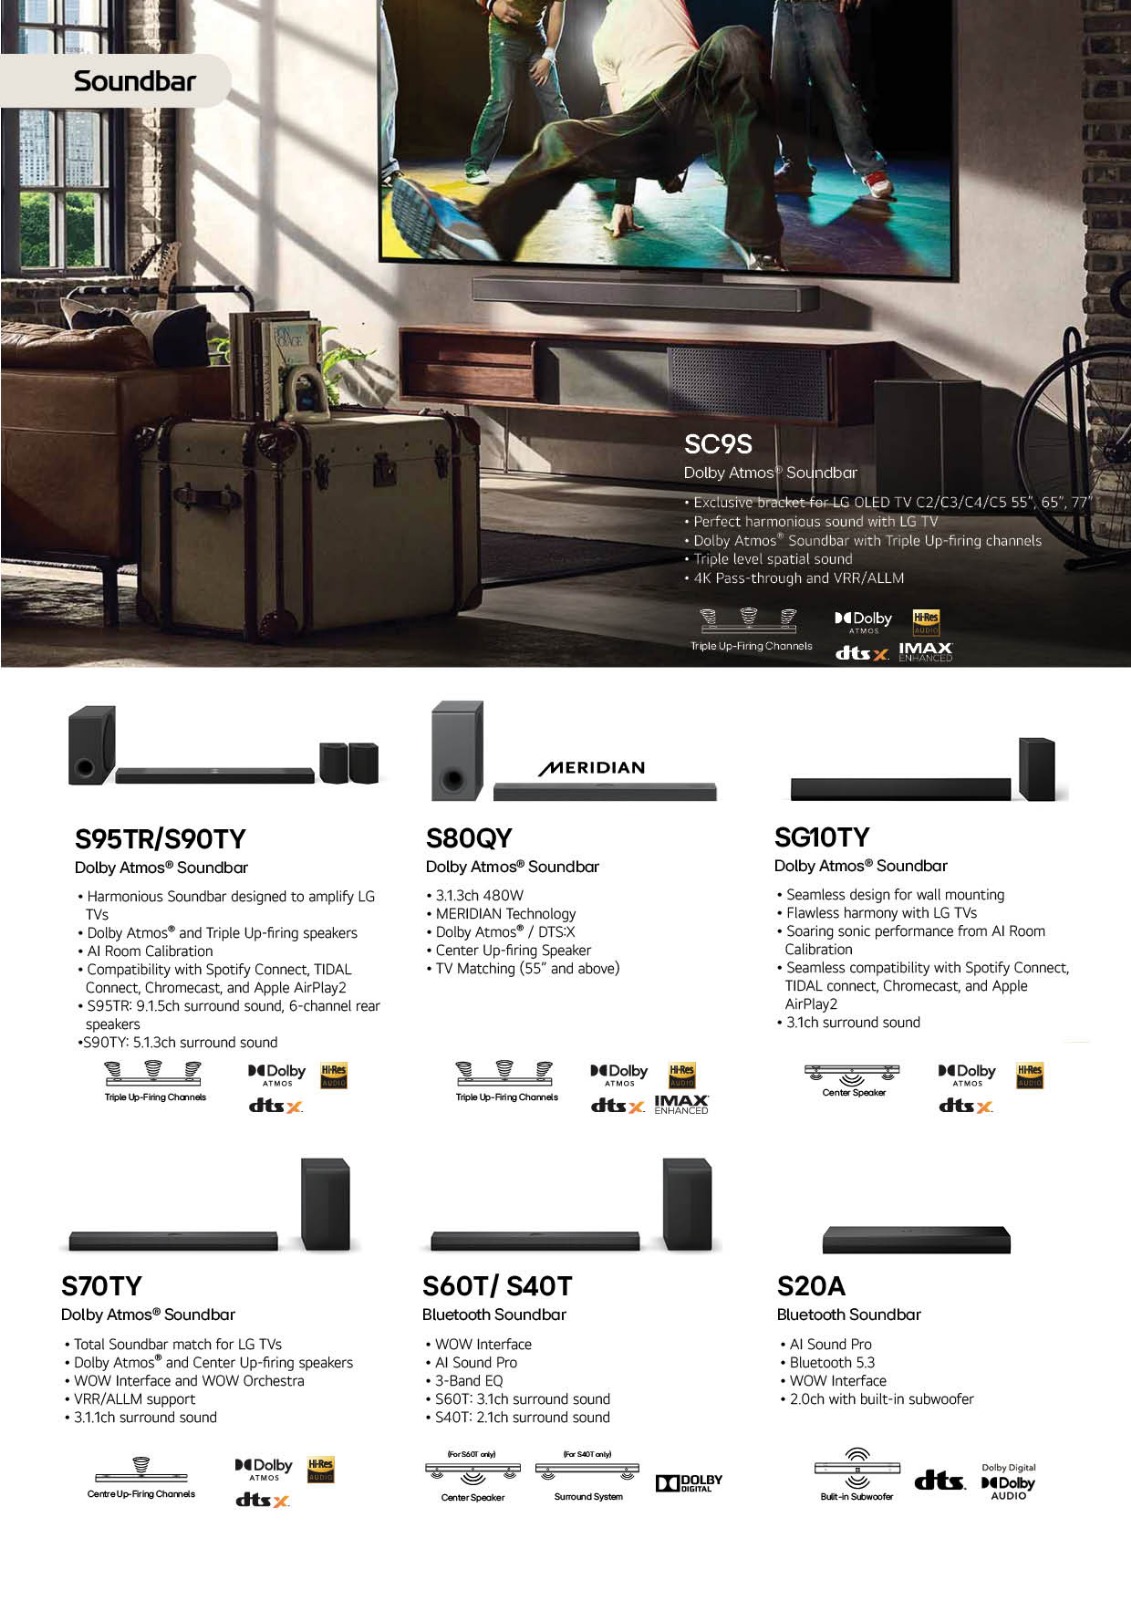 Soundbar
BON
VOYAGE
SC9S
Dolby Atmos® Soundbar
• Exclusive bracket for LG OLED TV C2/C3/C4/C5 55”, 65”, 77”
• Perfect harmonious sound with LG TV
• Dolby Atmos® Soundbar with Triple Up-firing channels
• Triple level spatial sound
• 4K Pass-through and VRR/ALLM
Triple Up-Firing Channels
Dolby
ATMOS
Hi-Res
AUDIO
dts X
IMAX
ENHANCED
MERIDIAN
S95TR/S90TY
Dolby Atmos® Soundbar
• Harmonious Soundbar designed to amplify LG
TVs
• Dolby Atmos® and Triple Up-firing speakers
• AI Room Calibration
• Compatibility with Spotify Connect, TIDAL
Connect, Chromecast, and Apple AirPlay2
• S95TR: 9.1.5ch surround sound, 6-channel rear
speakers
•S90TY: 5.1.3ch surround sound
Triple Up-Firing Channels
Dolby
ATMOS
Hi-Res
AUDIO
dts X
S80QY
Dolby Atmos® Soundbar
• 3.1.3ch 480W
• MERIDIAN Technology
• Dolby Atmos® / DTS:X
• Center Up-firing Speaker
• TV Matching (55” and above)
Triple Up-Firing Channels
Dolby
ATMOS
Hi-Res
AUDIO
dts X
IMAX
ENHANCED
SG10TY
Dolby Atmos® Soundbar
• Seamless design for wall mounting
• Flawless harmony with LG TVs
• Soaring sonic performance from AI Room
Calibration
• Seamless compatibility with Spotify Connect,
TIDAL connect, Chromecast, and Apple
AirPlay2
• 3.1ch surround sound
Center Speaker
Dolby
ATMOS
Hi-Res
AUDIO
dts X
S70TY
Dolby Atmos® Soundbar
• Total Soundbar match for LG TVs
• Dolby Atmos® and Center Up-firing speakers
• WOW Interface and WOW Orchestra
• VRR/ALLM support
• 3.1.1ch surround sound
Centre Up-Firing Channels
Dolby
ATMOS
Hi-Res
AUDIO
dts X
S60T/ S40T
Bluetooth Soundbar
• WOW Interface
• AI Sound Pro
• 3-Band EQ
• S60T: 3.1ch surround sound
• S40T: 2.1ch surround sound
(For S60T only)
Center Speaker
(For S40T only)
Surround System
DOLBY
DIGITAL
S20A
Bluetooth Soundbar
• AI Sound Pro
• Bluetooth 5.3
• WOW Interface
• 2.0ch with built-in subwoofer
Built-in Subwoofer
dts
Dolby Digital
Dolby
AUDIO